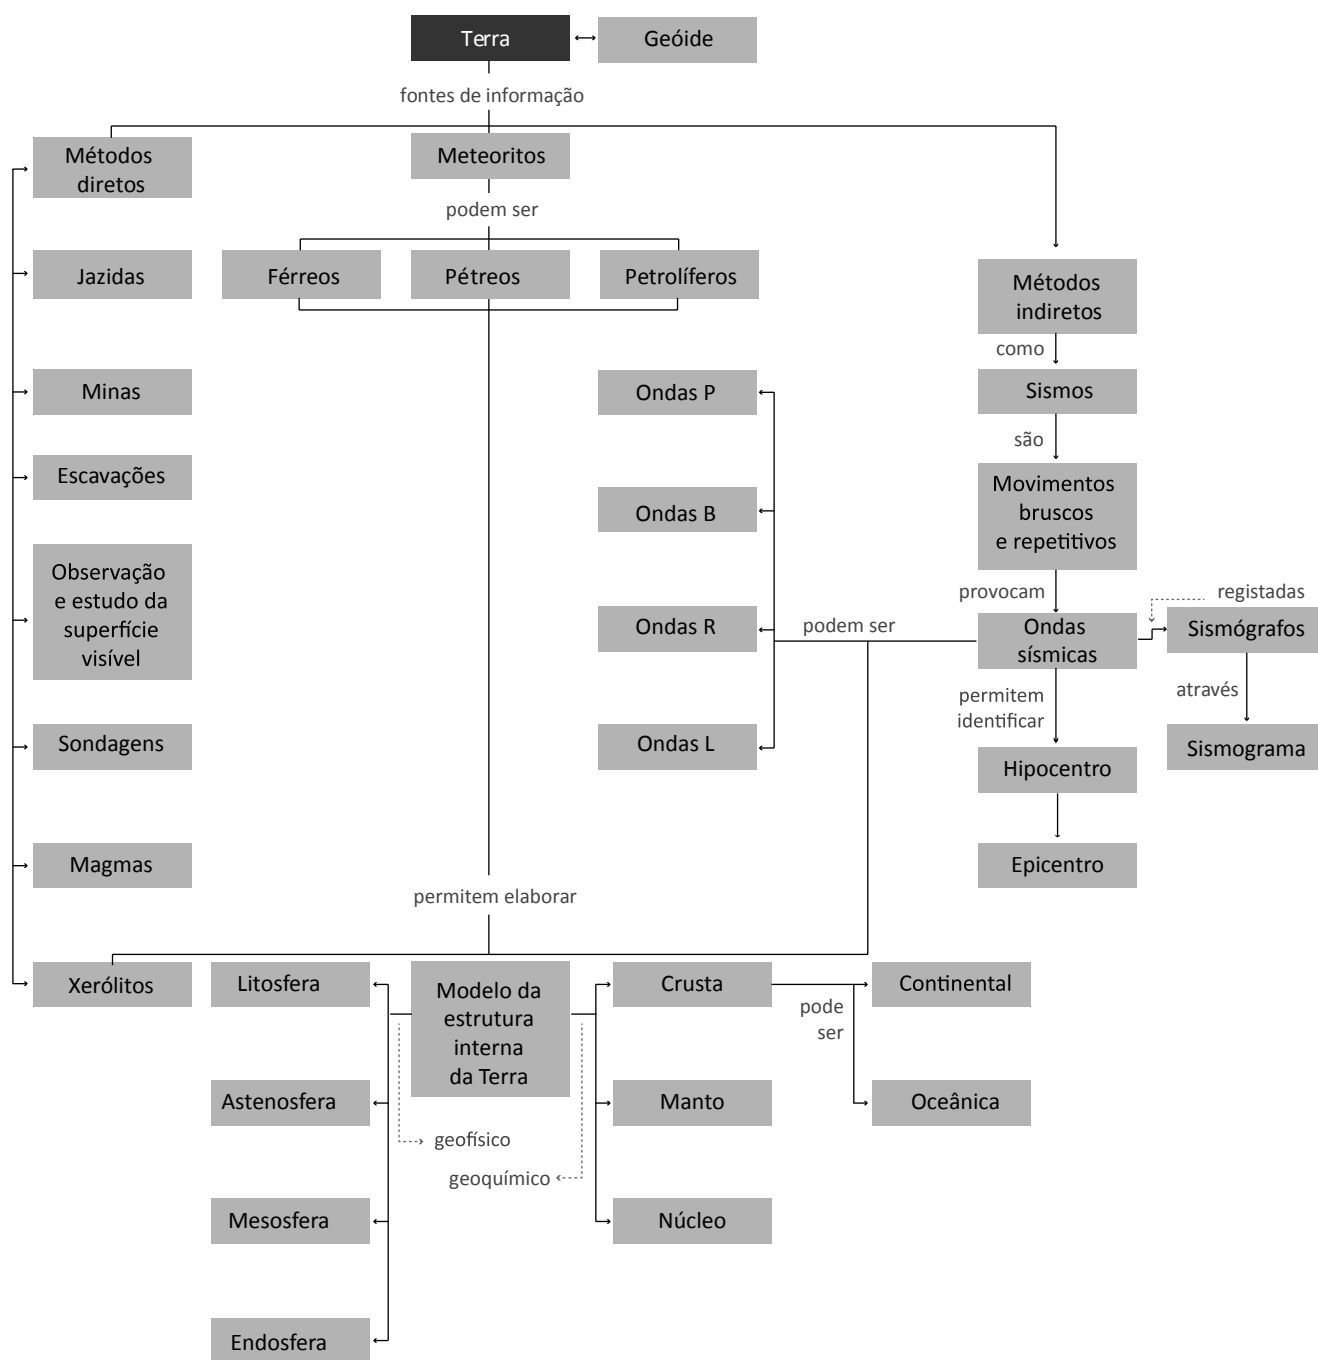 Terra
Geóide
fontes de informação
Métodos
diretos
Meteoritos
podem ser
Jazidas
Férreos
Pétreos
Petrolíferos
Métodos
indiretos
como
Minas
Ondas P
Sismos
são
Escavações
Ondas B
Movimentos
bruscos
e repetitivos
Observação
e estudo da
superfície
visível
provocam
registadas
Ondas R
podem ser
Ondas
sísmicas
Sismógrafos
permitem
identificar
através
Sondagens
Ondas L
Hipocentro
Sismograma
Magmas
Epicentro
permitem elaborar
Xerólitos
Litosfera
Modelo da
estrutura
interna
da Terra
Crusta
Continental
pode
ser
Astenosfera
Manto
Oceânica
geofísico
geoquímico
Mesosfera
Núcleo
Endosfera